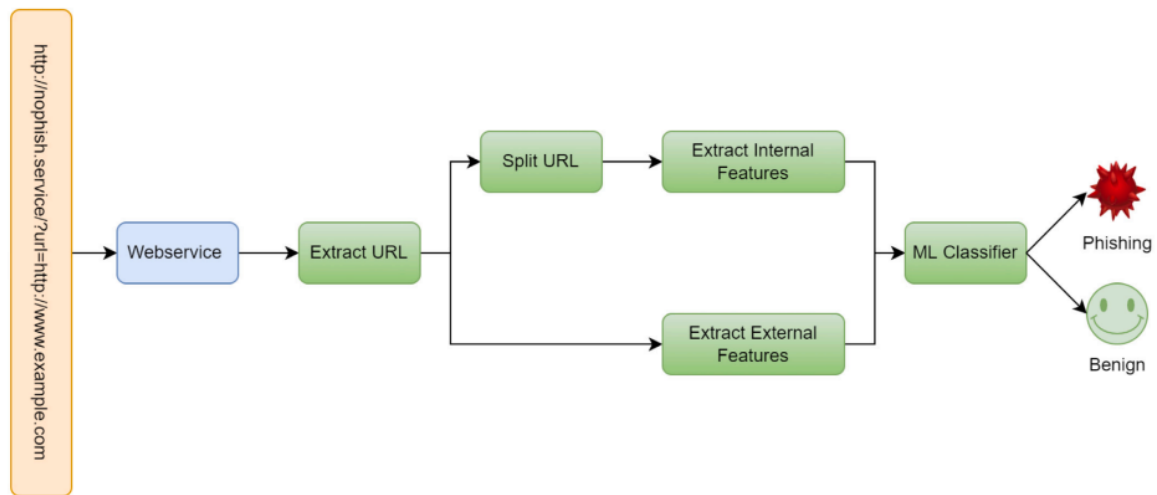 http://nophish.service/?url=http://www.example.com
Webservice
Extract URL
Split URL
Extract Internal
Features
Extract External
Features
ML Classifier
Phishing
Benign